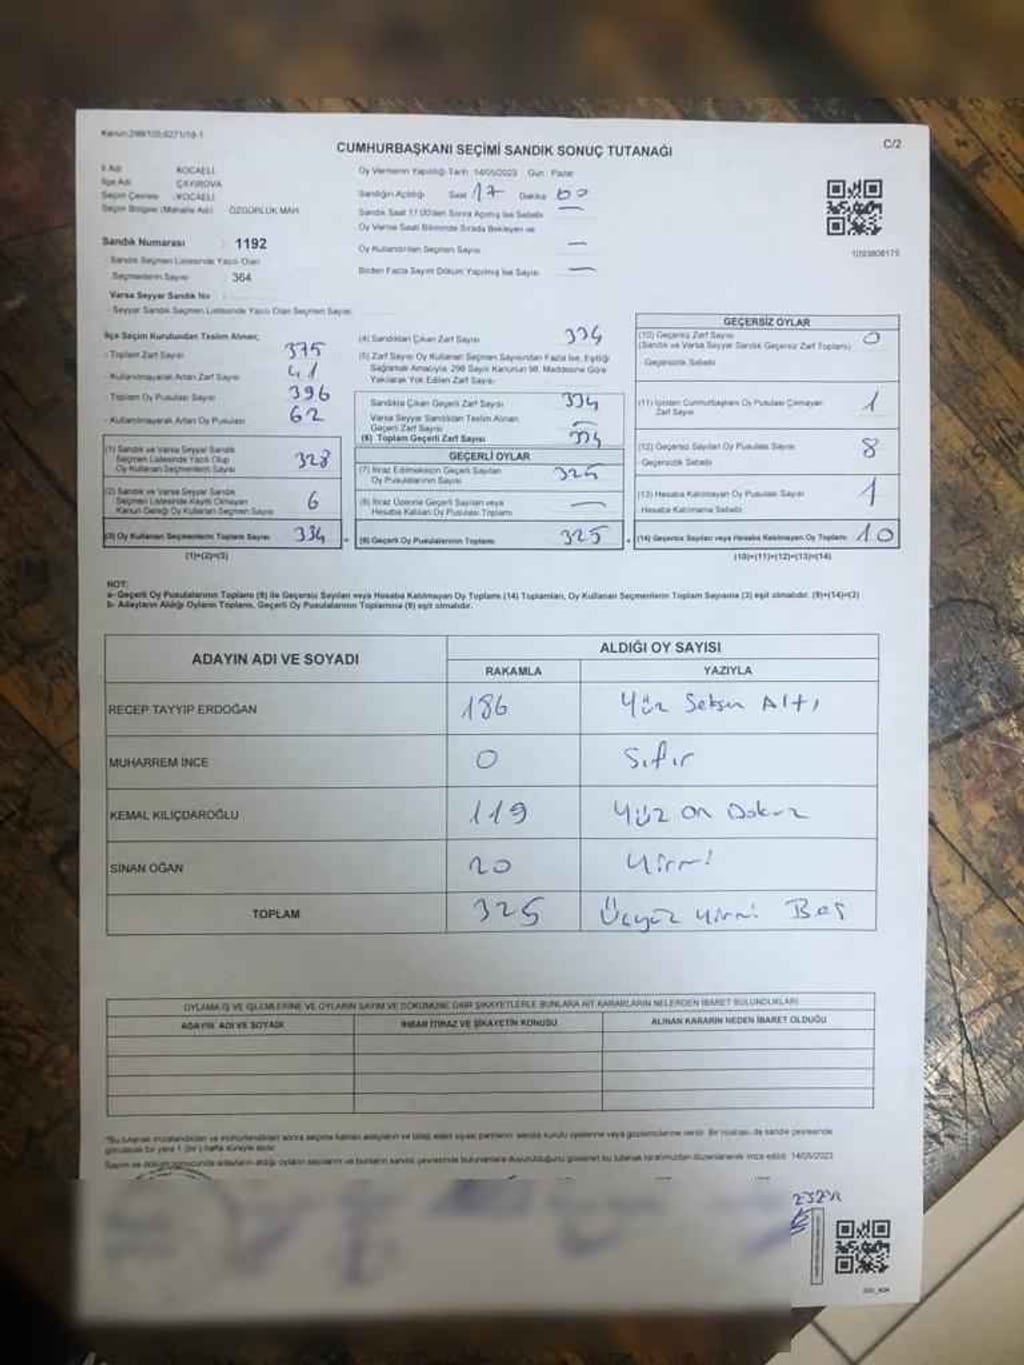 Kanun:298/105;6271/19-1
C/2
CUMHURBAŞKANI SEÇİMİ SANDIK SONUÇ TUTANAĞI
İl Adı KOCAELİ
İlçe Adı ÇAYIROVA
Seçim Çevresi KOCAELİ
Seçim Bölgesi (Mahalle Adı) ÖZGÜRLÜK MAH
Sandık Numarası : 1192
Sandık Seçmen Listesinde Yazılı Olan
Seçmenlerin Sayısı 364
Varsa Seyyar Sandık No
- Seyyar Sandık Seçmen Listesinde Yazılı Olan Seçmen Sayısı
Oy Vermenin Yapıldığı Tarih 14/05/2023 Gün Pazar
Sandığın Açıldığı Saat 17 Dakika 00
Sandık Saat 17:00'den Sonra Açılmış İse Sebebi —
Oy Verme Saati Bitiminde Sırada Bekleyen ve
Oy Kullandırılan Seçmen Sayısı —
Birden Fazla Sayım Döküm Yapılmış İse Sayısı —
1093808175
İlçe Seçim Kurulundan Teslim Alınan;
- Toplam Zarf Sayısı 375
- Kullanılmayarak Artan Zarf Sayısı 41
- Toplam Oy Pusulası Sayısı 396
- Kullanılmayarak Artan Oy Pusulası 62
(1) Sandık ve Varsa Seyyar Sandık
Seçmen Listesinde Yazılı Olup
Oy Kullanan Seçmenlerin Sayısı 328
(2) Sandık ve Varsa Seyyar Sandık
Seçmen Listesinde Kayıtlı Olmayan
Kanun Gereği Oy Kullanan Seçmen Sayısı 6
(3) Oy Kullanan Seçmenlerin Toplam Sayısı 334
(1)+(2)=(3)
(4) Sandıktan Çıkan Zarf Sayısı 334
(5) Zarf Sayısı Oy Kullanan Seçmen Sayısından Fazla İse, Eşitliği
Sağlamak Amacıyla, 298 Sayılı Kanunun 98. Maddesine Göre
Yakılarak Yok Edilen Zarf Sayısı
Sandıkta Çıkan Geçerli Zarf Sayısı 334
Varsa Seyyar Sandıktan Teslim Alınan
Geçerli Zarf Sayısı —
(6) Toplam Geçerli Zarf Sayısı 334
GEÇERLİ OYLAR
(7) İtiraz Edilmeksizin Geçerli Sayılan
Oy Pusulalarının Sayısı 325
(8) İtiraz Üzerine Geçerli Sayılan veya
Hesaba Katılan Oy Pusulası Toplamı —
(9) Geçerli Oy Pusulalarının Toplamı 325
GEÇERSİZ OYLAR
(10) Geçersiz Zarf Sayısı 0
(Sandık ve Varsa Seyyar Sandık Geçersiz Zarf Toplamı)
Geçersizlik Sebebi
(11) İçinden Cumhurbaşkanı Oy Pusulası Çıkmayan
Zarf Sayısı 1
(12) Geçersiz Sayılan Oy Pusulası Sayısı 8
Geçersizlik Sebebi
(13) Hesaba Katılmayan Oy Pusulası Sayısı 1
Hesaba Katılmama Sebebi
(14) Geçersiz Sayılan veya Hesaba Katılmayan Oy Toplamı 10
(10)+(11)+(12)+(13)=(14)
NOT:
a- Geçerli Oy Pusulalarının Toplamı (9) ile Geçersiz Sayılan veya Hesaba Katılmayan Oy Toplamı (14) Toplamları, Oy Kullanan Seçmenlerin Toplam Sayısına (3) eşit olmalıdır. (9)+(14)=(3)
b- Adayların Aldığı Oyların Toplamı, Geçerli Oy Pusulalarının Toplamına (9) eşit olmalıdır.
ADAYIN ADI VE SOYADI ALDIĞI OY SAYISI
RAKAMLA YAZIYLA
RECEP TAYYİP ERDOĞAN 186 Yüz Seksen Altı
MUHARREM İNCE 0 Sıfır
KEMAL KILIÇDAROĞLU 119 Yüz On Dokuz
SİNAN OĞAN 20 Yirmi
TOPLAM 325 Üçyüz Yirmi Beş
OYLAMA İŞ VE İŞLEMLERİNE VE OYLARIN SAYIM VE DÖKÜMÜNE DAİR ŞİKAYETLERLE BUNLARA AİT KARARLARIN NELERDEN İBARET BULUNDUKLARI
ADAYIN ADI VE SOYADI İHBAR İTİRAZ VE ŞİKAYETİN KONUSU ALINAN KARARIN NEDEN İBARET OLDUĞU